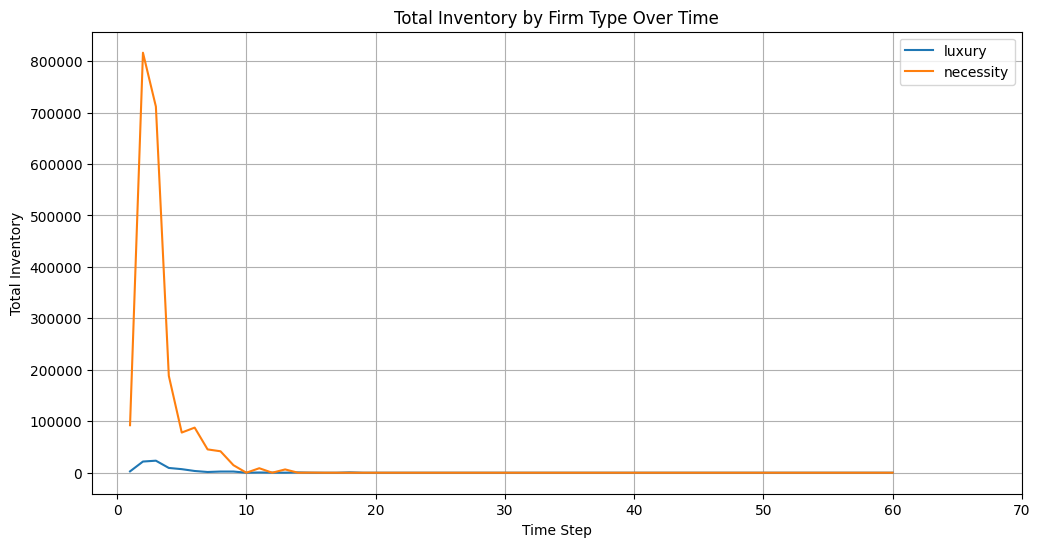 Total Inventory by Firm Type Over Time
luxury
necessity
Total Inventory
800000
700000
600000
500000
400000
300000
200000
100000
0
0 10 20 30 40 50 60 70
Time Step